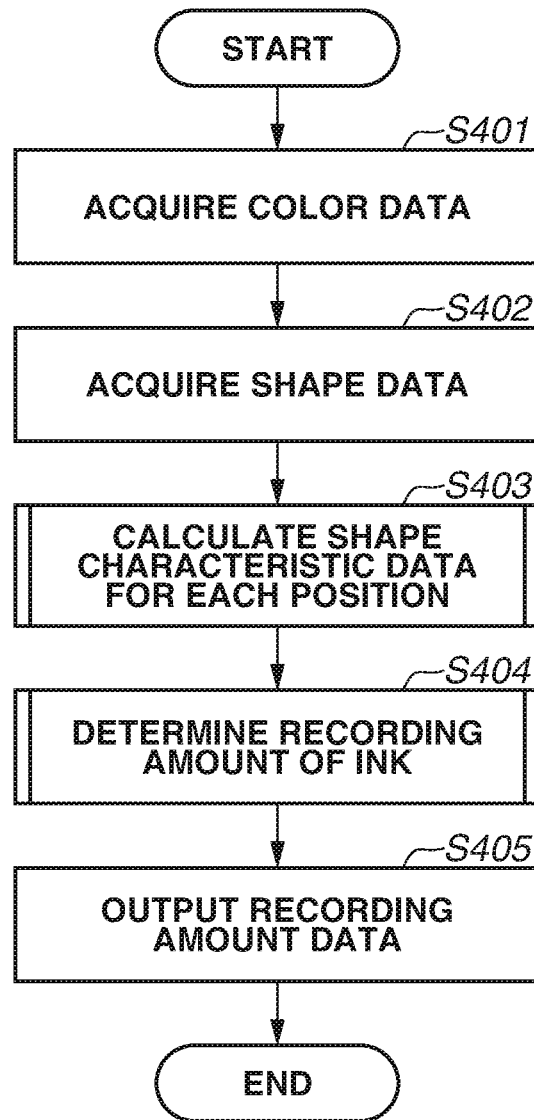 START
S401
ACQUIRE COLOR DATA
S402
ACQUIRE SHAPE DATA
S403
CALCULATE SHAPE
CHARACTERISTIC DATA
FOR EACH POSITION
S404
DETERMINE RECORDING
AMOUNT OF INK
S405
OUTPUT RECORDING
AMOUNT DATA
END